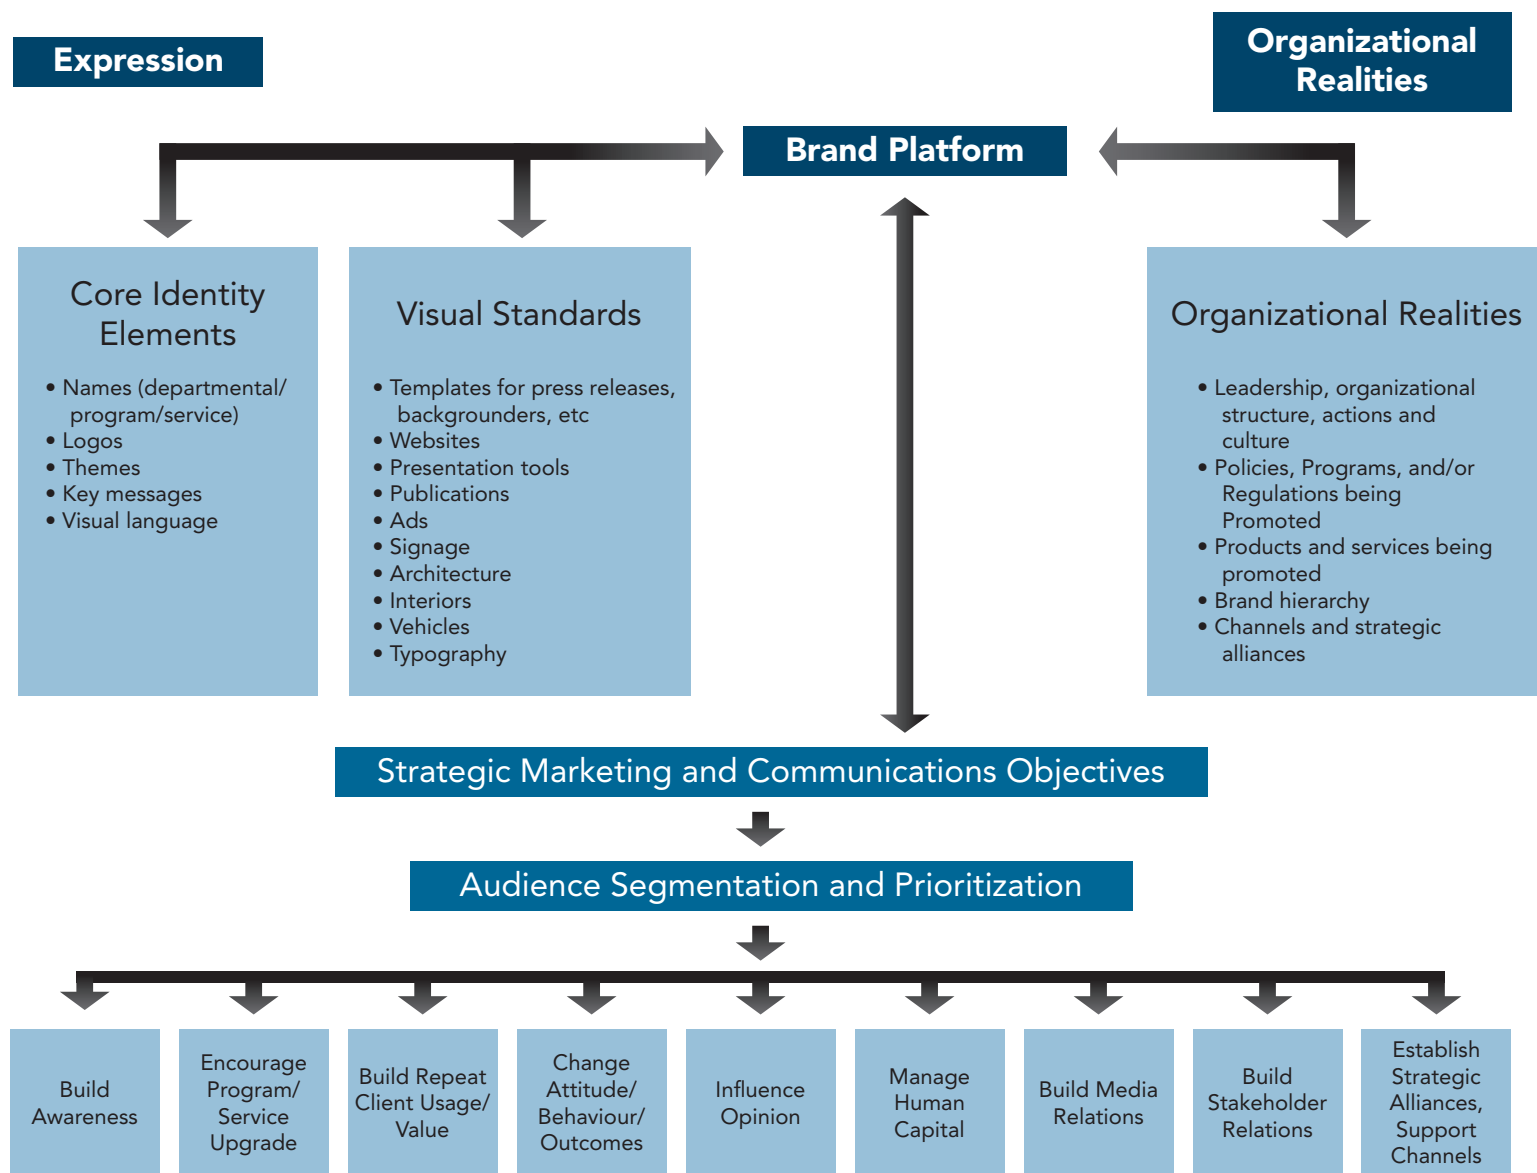 Expression
Organizational
Realities
Brand Platform
Core Identity
Elements
• Names (departmental/
program/service)
• Logos
• Themes
• Key messages
• Visual language
Visual Standards
• Templates for press releases,
backgrounders, etc
• Websites
• Presentation tools
• Publications
• Ads
• Signage
• Architecture
• Interiors
• Vehicles
• Typography
Organizational Realities
• Leadership, organizational
structure, actions and
culture
• Policies, Programs, and/or
Regulations being
Promoted
• Products and services being
promoted
• Brand hierarchy
• Channels and strategic
alliances
Strategic Marketing and Communications Objectives
Audience Segmentation and Prioritization
Build
Awareness
Encourage
Program/
Service
Upgrade
Build Repeat
Client Usage/
Value
Change
Attitude/
Behaviour/
Outcomes
Influence
Opinion
Manage
Human
Capital
Build Media
Relations
Build
Stakeholder
Relations
Establish
Strategic
Alliances,
Support
Channels